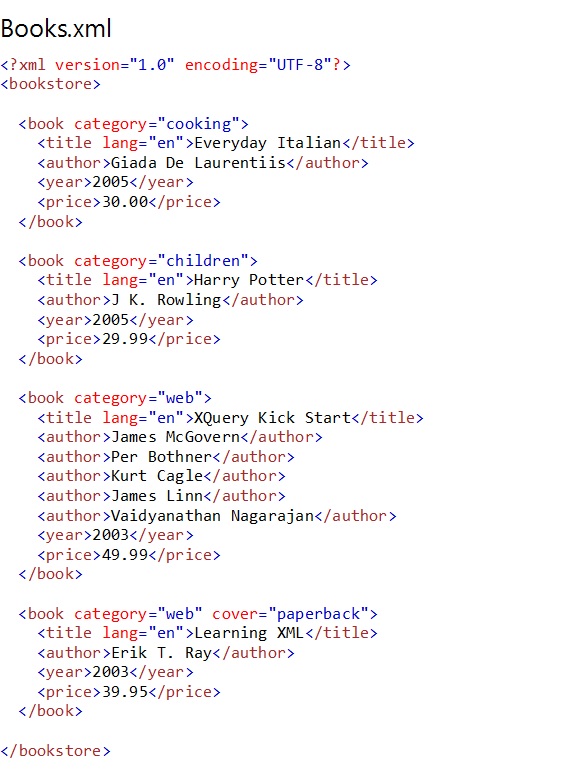 Books.xml
<?xml version="1.0" encoding="UTF-8"?>
<bookstore>
<book category="cooking">
<title lang="en">Everyday Italian</title>
<author>Giada De Laurentiis</author>
<year>2005</year>
<price>30.00</price>
</book>
<book category="children">
<title lang="en">Harry Potter</title>
<author>J K. Rowling</author>
<year>2005</year>
<price>29.99</price>
</book>
<book category="web">
<title lang="en">XQuery Kick Start</title>
<author>James McGovern</author>
<author>Per Bothner</author>
<author>Kurt Cagle</author>
<author>James Linn</author>
<author>Vaidyanathan Nagarajan</author>
<year>2003</year>
<price>49.99</price>
</book>
<book category="web" cover="paperback">
<title lang="en">Learning XML</title>
<author>Erik T. Ray</author>
<year>2003</year>
<price>39.95</price>
</book>
</bookstore>